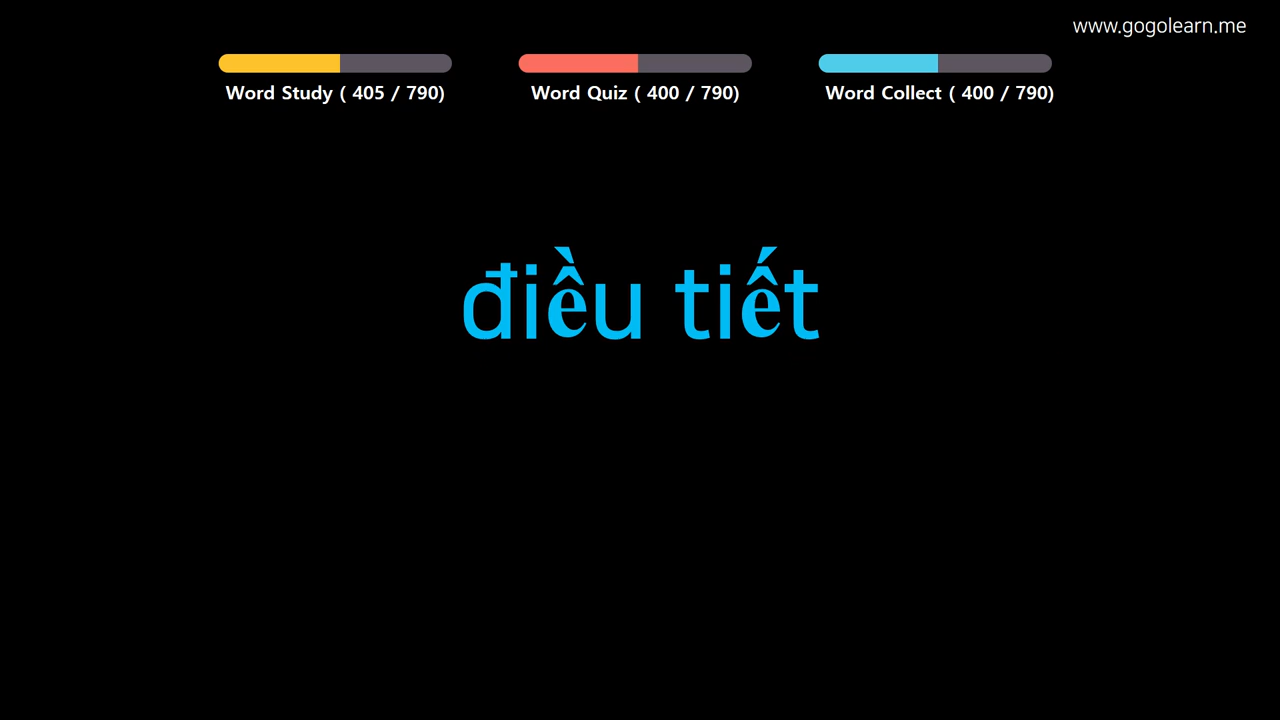 www.gogolearn.me
Word Study ( 405 / 790)
Word Quiz ( 400 / 790)
Word Collect ( 400 / 790)
điều tiết